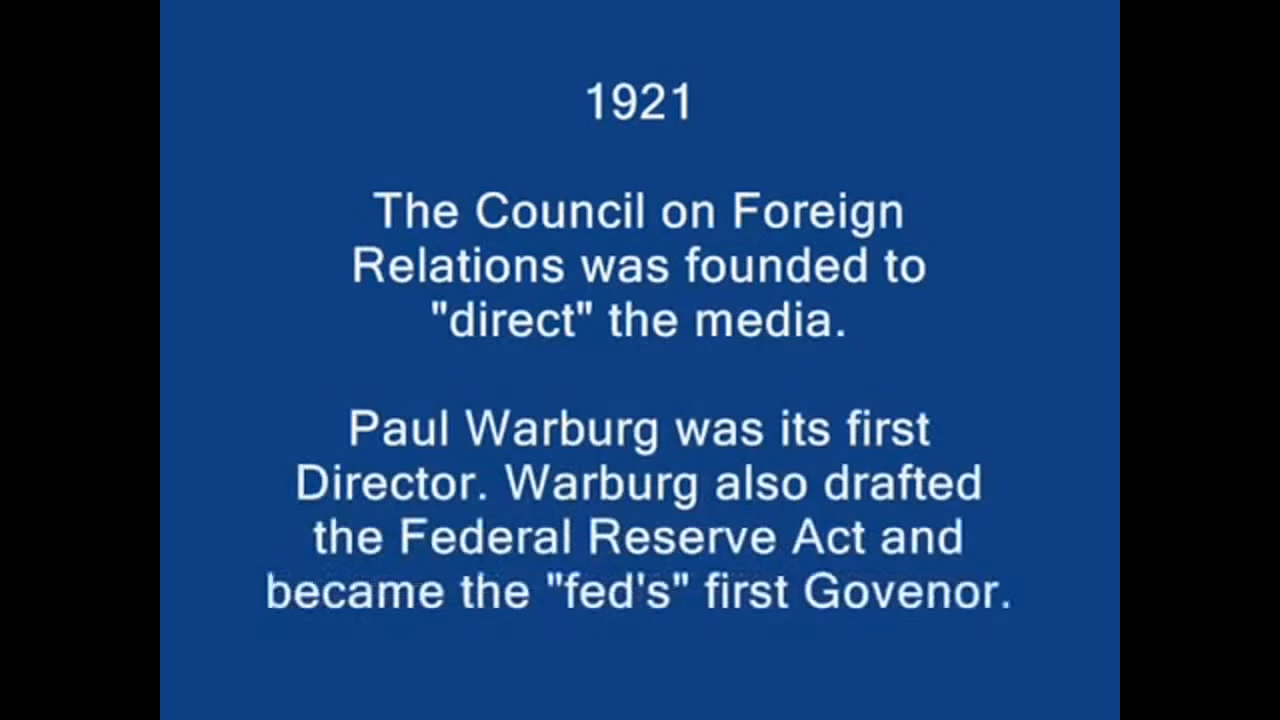 1921
The Council on Foreign
Relations was founded to
"direct" the media.
Paul Warburg was its first
Director. Warburg also drafted
the Federal Reserve Act and
became the "fed's" first Govenor.